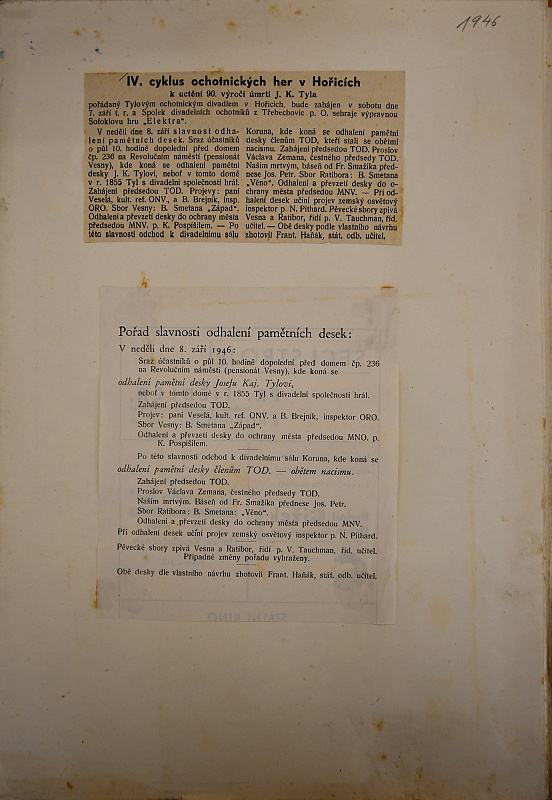 1946
IV. cyklus ochotnických her v Hořicích
k uctění 90. výročí úmrtí J. K. Tyla
pořádaný Tylovým ochotnickým divadlem v Hořicích, bude zahájen v sobotu dne
7. září t. r. a Spolek divadelních ochotníků z Třebechovic p. O. sehraje výpravnou
Sofoklovu hru „Elektra".
V neděli dne 8. září slavnost odha-
lení pamětních desek. Sraz účastníků
o půl 10. hodině dopol. před domem
čp. 236 na Revolučním náměstí (pensionát
Vesny), kde koná se odhalení pamětní
desky J. K. Tylovi, neboť v tomto domě
v r. 1855 Tyl s divadelní společností hrál.
Zahájení předsedou TOD. Projevy: paní
Veselá, kult. ref. ONV., a B. Brejník, insp.
ORO. Sbor Vesny: B. Smetana „Západ".
Odhalení a převzetí desky do ochrany města
předsedou MNV. p. K. Pospíšilem. — Po
této slavnosti odchod k divadelnímu sálu
Koruna, kde koná se odhalení pamětní
desky členům TOD, kteří stali se obětmi
nacismu. Zahájení předsedou TOD. Proslov
Václava Zemana, čestného předsedy TOD.
Našim mrtvým, báseň od Fr. Smažíka před-
nese Jos. Petr. Sbor Ratibora: B. Smetana
„Věno". Odhalení a převzetí desky do o-
chrany města předsedou MNV. — Při od-
halení desek učiní projev zemský osvětový
inspektor p. N. Pithard. Pěvecké sbory zpívá
Vesna a Ratibor, řídí p. V. Tauchman, říd.
učitel. — Obě desky podle vlastního návrhu
zhotovil Frant. Haňák, stát. odb. učitel.
Pořad slavnosti odhalení pamětních desek:
V neděli dne 8. září 1946:
Sraz účastníků o půl 10. hodině dopolední před domem čp. 236
na Revolučním náměstí (pensionát Vesny), kde koná se
odhalení pamětní desky Josefu Kaj. Tylovi,
neboť v tomto domě v r. 1855 Tyl s divadelní společností hrál.
Zahájení předsedou TOD.
Projev: paní Veselá, kult. ref. ONV. a B. Brejník, inspektor ORO.
Sbor Vesny: B. Smetana „Západ".
Odhalení a převzetí desky do ochrany města předsedou MNO. p.
K. Pospíšilem.
Po této slavnosti odchod k divadelnímu sálu Koruna, kde koná se
odhalení pamětní desky členům TOD. — obětem nacismu.
Zahájení předsedou TOD.
Proslov Václava Zemana, čestného předsedy TOD.
Našim mrtvým. Báseň od Fr. Smažíka přednese Jos. Petr.
Sbor Ratibora: B. Smetana: „Věno".
Odhalení a převzetí desky do ochrany města předsedou MNV.
Při odhalení desek učiní projev zemský osvětový inspektor p. N. Pithard.
Pěvecké sbory zpívá Vesna a Ratibor, řídí p. V. Tauchman, říd. učitel.
Případné změny pořadu vyhraženy.
Obě desky dle vlastního návrhu zhotovil Frant. Haňák, stát. odb. učitel.